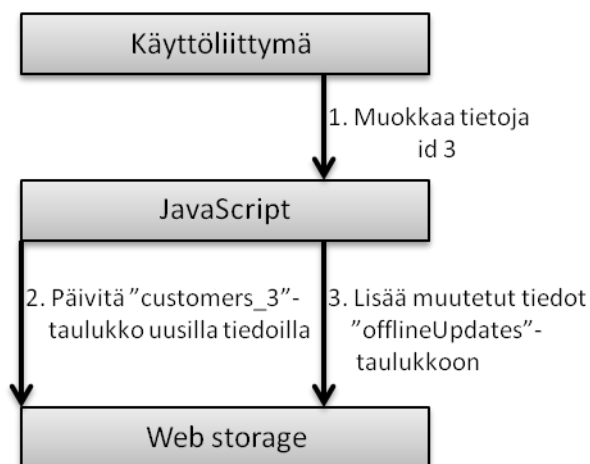 Käyttöliittymä
1. Muokkaa tietoja
id 3
JavaScript
2. Päivitä ”customers_3”-
taulukko uusilla tiedoilla
3. Lisää muutetut tiedot
”offlineUpdates”-
taulukkoon
Web storage